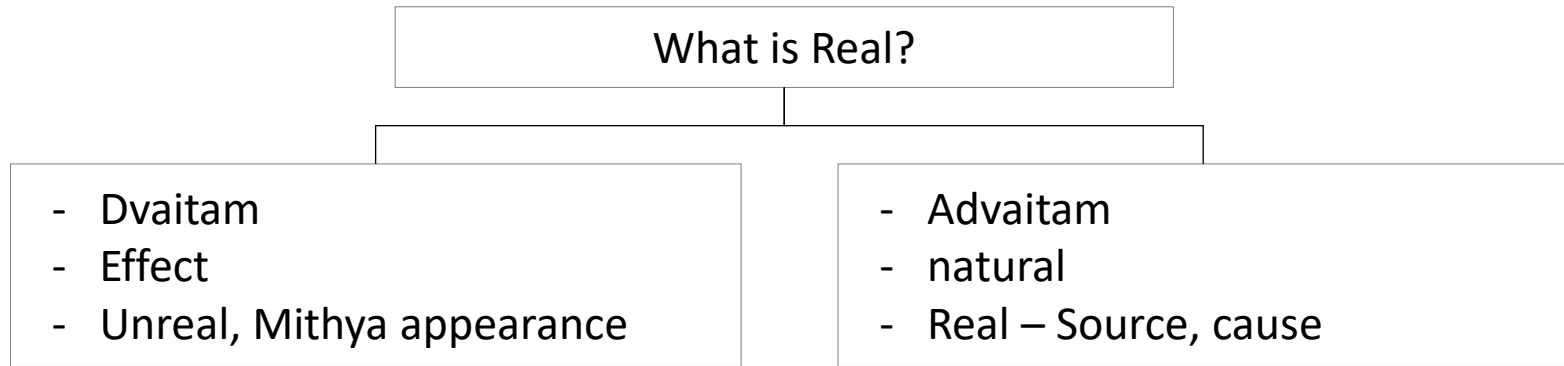 What is Real?
- Dvaitam
- Effect
- Unreal, Mithya appearance
- Advaitam
- natural
- Real – Source, cause